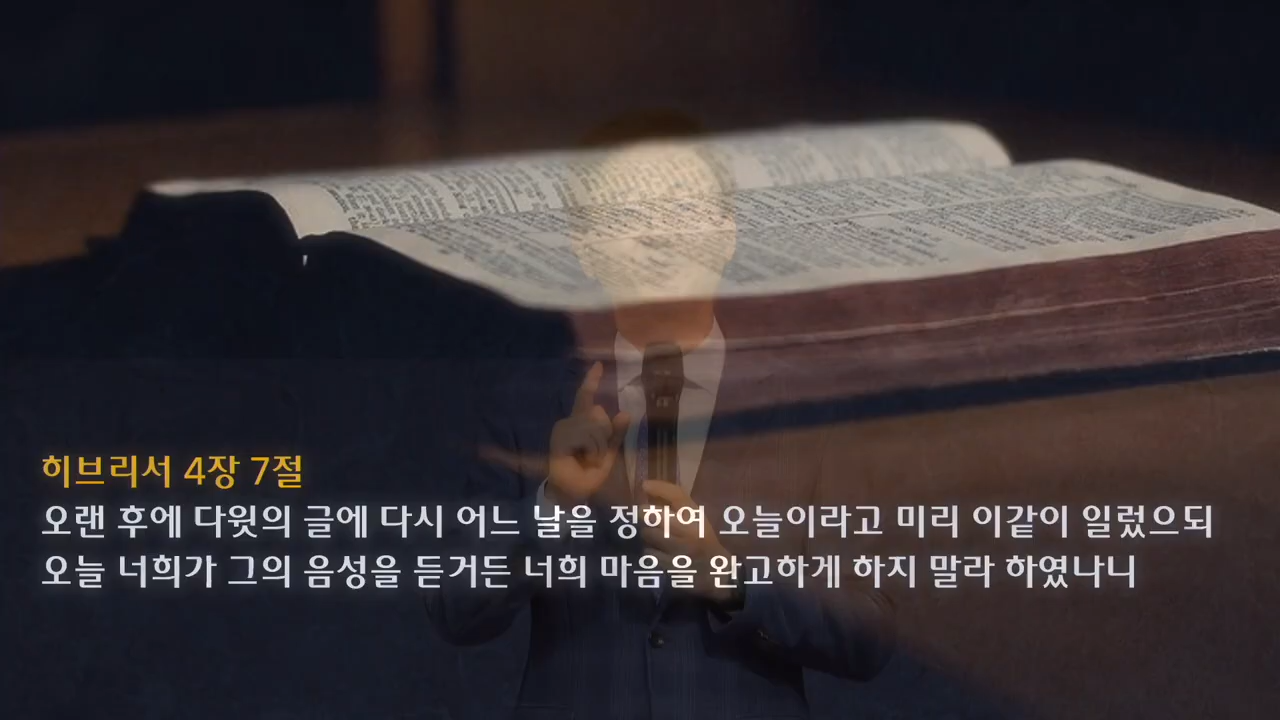 히브리서 4장 7절
오랜 후에 다윗의 글에 다시 어느 날을 정하여 오늘이라고 미리 이같이 일렀으되
오늘 너희가 그의 음성을 듣거든 너희 마음을 완고하게 하지 말라 하였나니